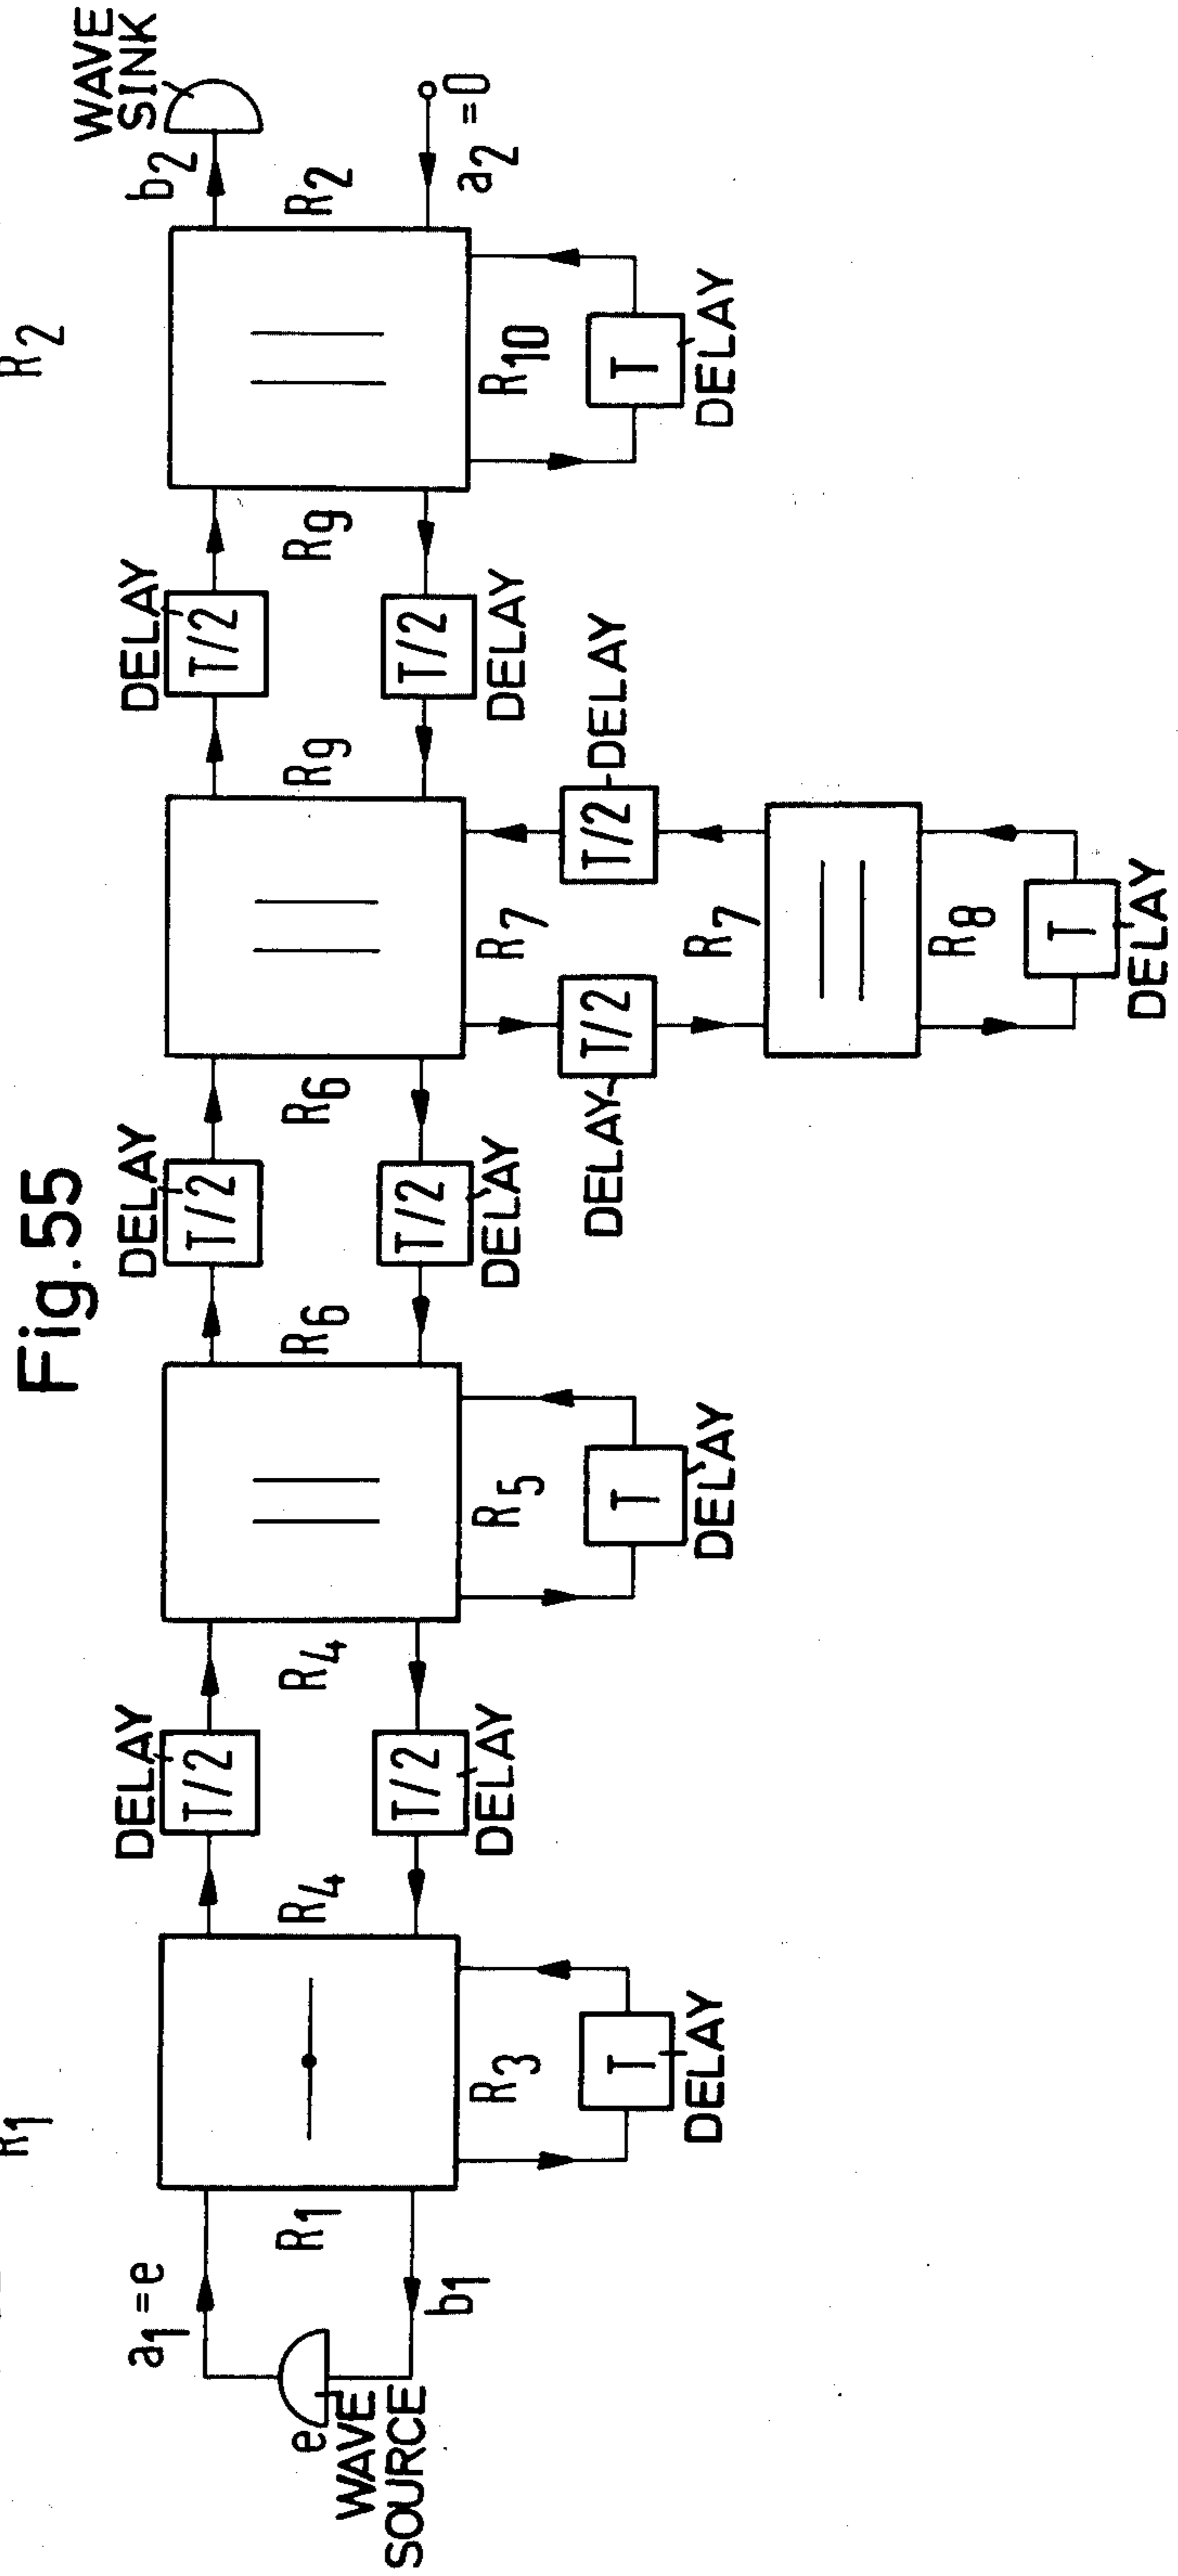 R1
R2
Fig.55
e
WAVE
SOURCE
a1 = e
b1
R1
R3
T
DELAY
R4
DELAY
T/2
T/2
DELAY
R4
R5
T
DELAY
R6
DELAY
T/2
T/2
DELAY
R6
R7
DELAY
T/2
T/2
DELAY
R7
R8
T
DELAY
R9
DELAY
T/2
T/2
DELAY
R9
R10
T
DELAY
R2
b2
WAVE
SINK
a2 = 0